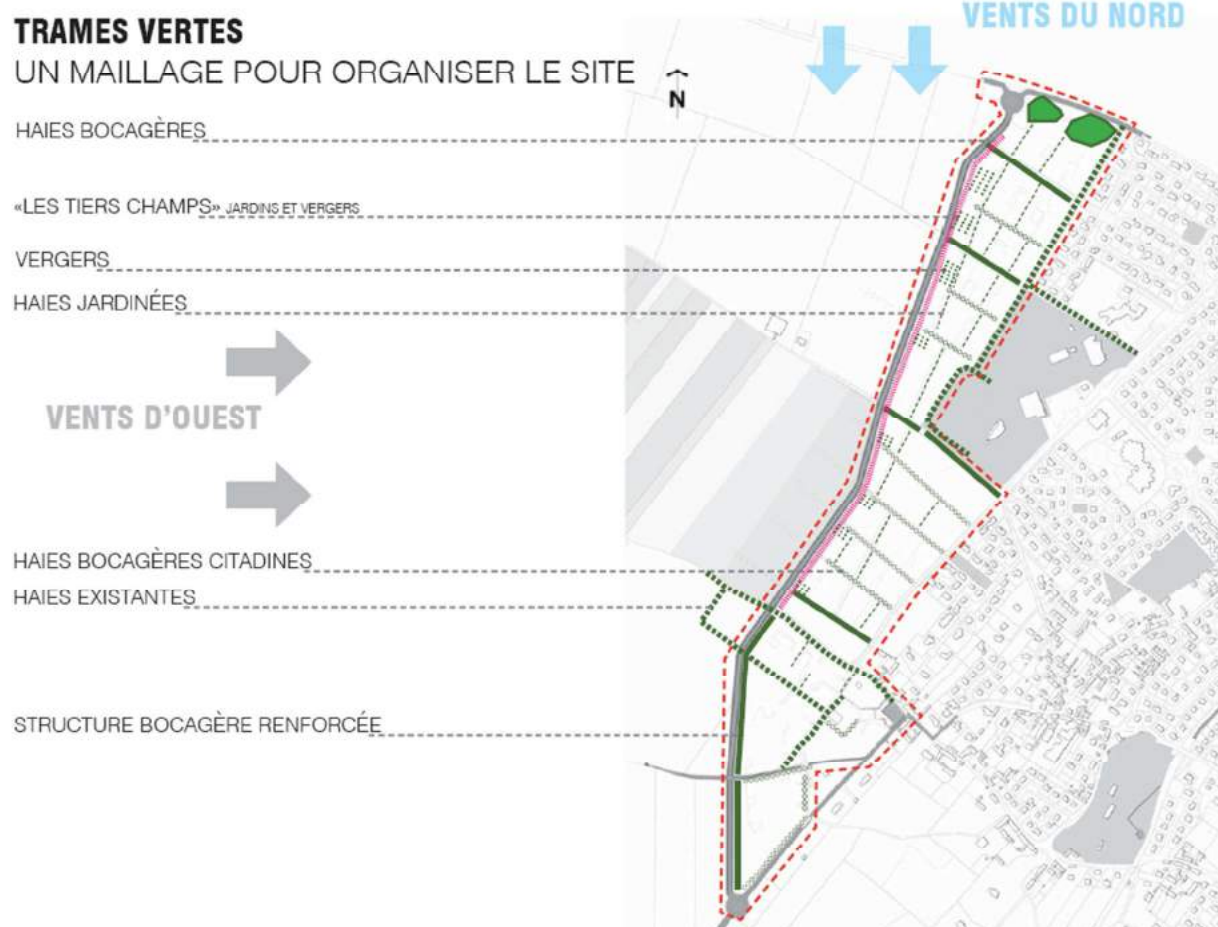 VENTS DU NORD
TRAMES VERTES
UN MAILLAGE POUR ORGANISER LE SITE
N
HAIES BOCAGÈRES
«LES TIERS CHAMPS» JARDINS ET VERGERS
VERGERS
HAIES JARDINÉES
VENTS D'OUEST
HAIES BOCAGÈRES CITADINES
HAIES EXISTANTES
STRUCTURE BOCAGÈRE RENFORCÉE